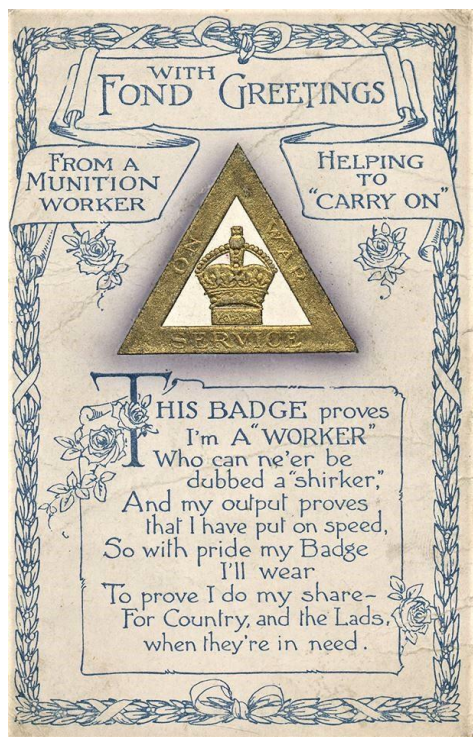 WITH
FOND GREETINGS
FROM A
MUNITION
WORKER
HELPING
TO
"CARRY ON"
ON WAR
SERVICE
THIS BADGE proves
I'm A "WORKER"
Who can ne'er be
dubbed a "shirker,"
And my output proves
that I have put on speed,
So with pride my Badge
I'll wear
To prove I do my share-
For Country, and the Lads,
when they're in need.